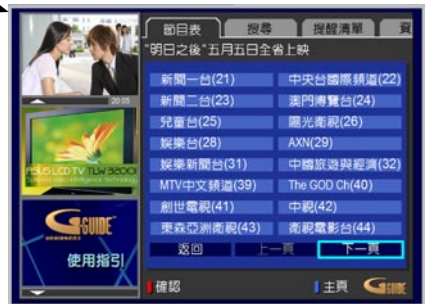 節目表 搜尋 提醒清單 資
"明日之後"五月五日全省上映
20:05
ASUS LCD TV TLW 32001
新聞一台(21) 中央台國際頻道(22)
新聞二台(23) 澳門博覽台(24)
兒童台(25) 陽光衛視(26)
娛樂台(28) AXN(29)
娛樂新聞台(31) 中國旅遊與經濟(32)
MTV中文頻道(39) The GOD Ch(40)
創世電視(41) 中視(42)
東森亞洲衛視(43) 衛視電影台(44)
返回 上一頁 下一頁
G-GUIDE
使用指引
確認 主頁 G-GUIDE